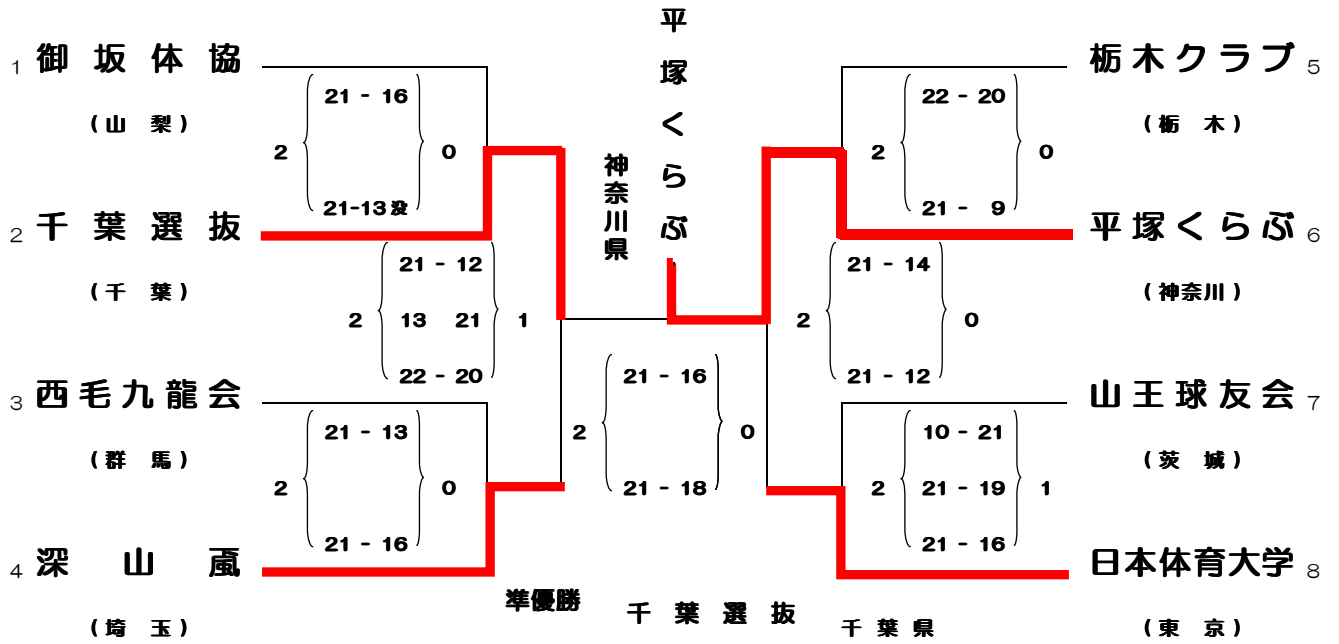 平塚くらぶ
神奈川県
1 御坂体協
(山 梨)
21 - 16
2 0
21-13 没
2 千葉選抜
(千 葉)
21 - 12
2 13 21 1
22 - 20
3 西毛九龍会
(群 馬)
21 - 13
2 0
21 - 16
4 深山颪
(埼 玉)
21 - 16
2 0
21 - 18
栃木クラブ 5
(栃 木)
22 - 20
2 0
21 - 9
平塚くらぶ 6
(神奈川)
21 - 14
2 0
21 - 12
山王球友会 7
(茨 城)
10 - 21
2 21 - 19 1
21 - 16
日本体育大学 8
(東 京)
準優勝 千葉選抜 千葉県